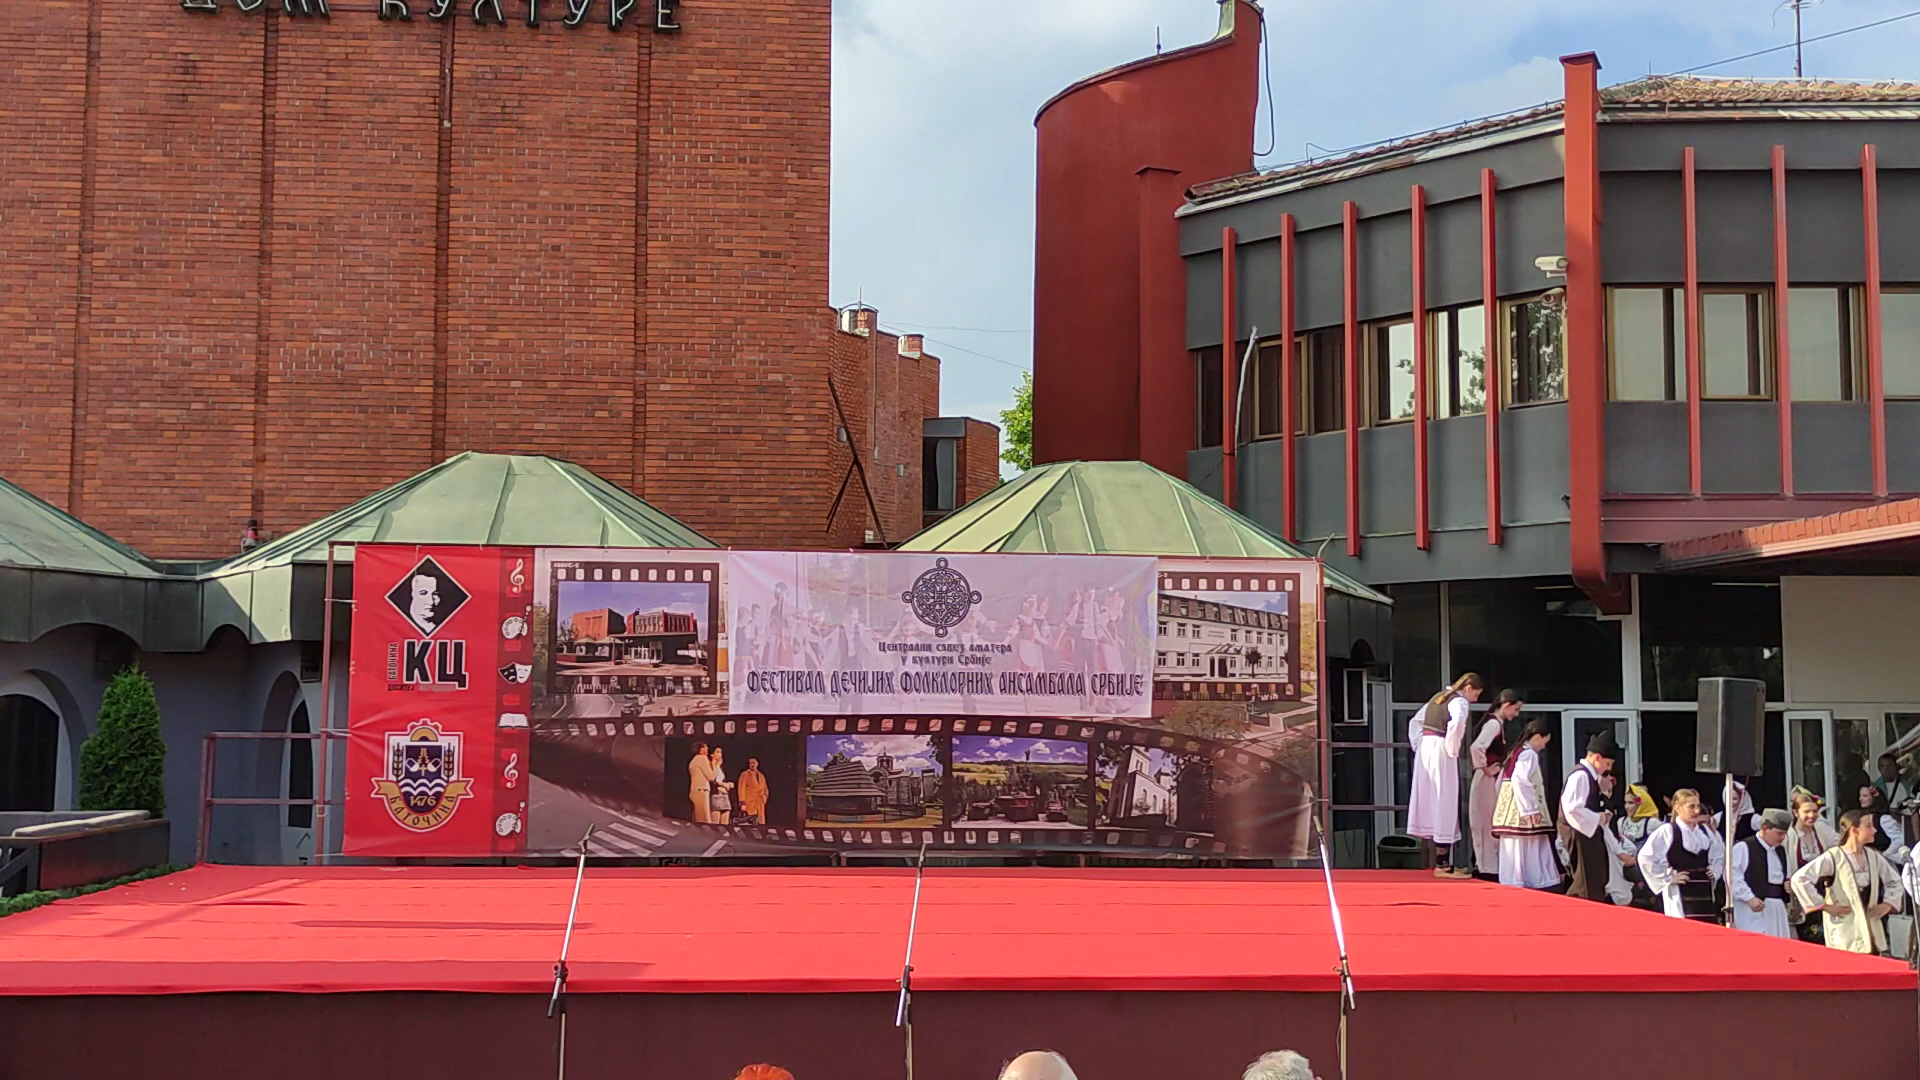 ДОМ КУЛТУРЕ
Централни савез аматера
у култури Србије
ФЕСТИВАЛ ДЕЧИЈИХ ФОЛКЛОРНИХ АНСАМБАЛА СРБИЈЕ
БАТОЧИНА
КЦ
1476
БАТОЧИНА